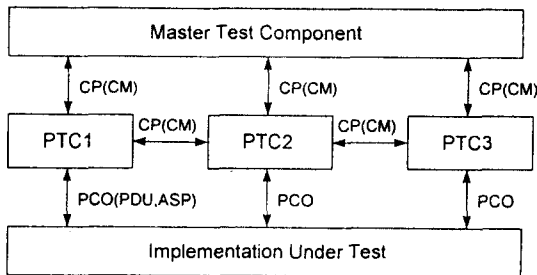 Master Test Component
CP(CM)
CP(CM)
CP(CM)
PTC1
CP(CM)
PTC2
CP(CM)
PTC3
PCO(PDU,ASP)
PCO
PCO
Implementation Under Test